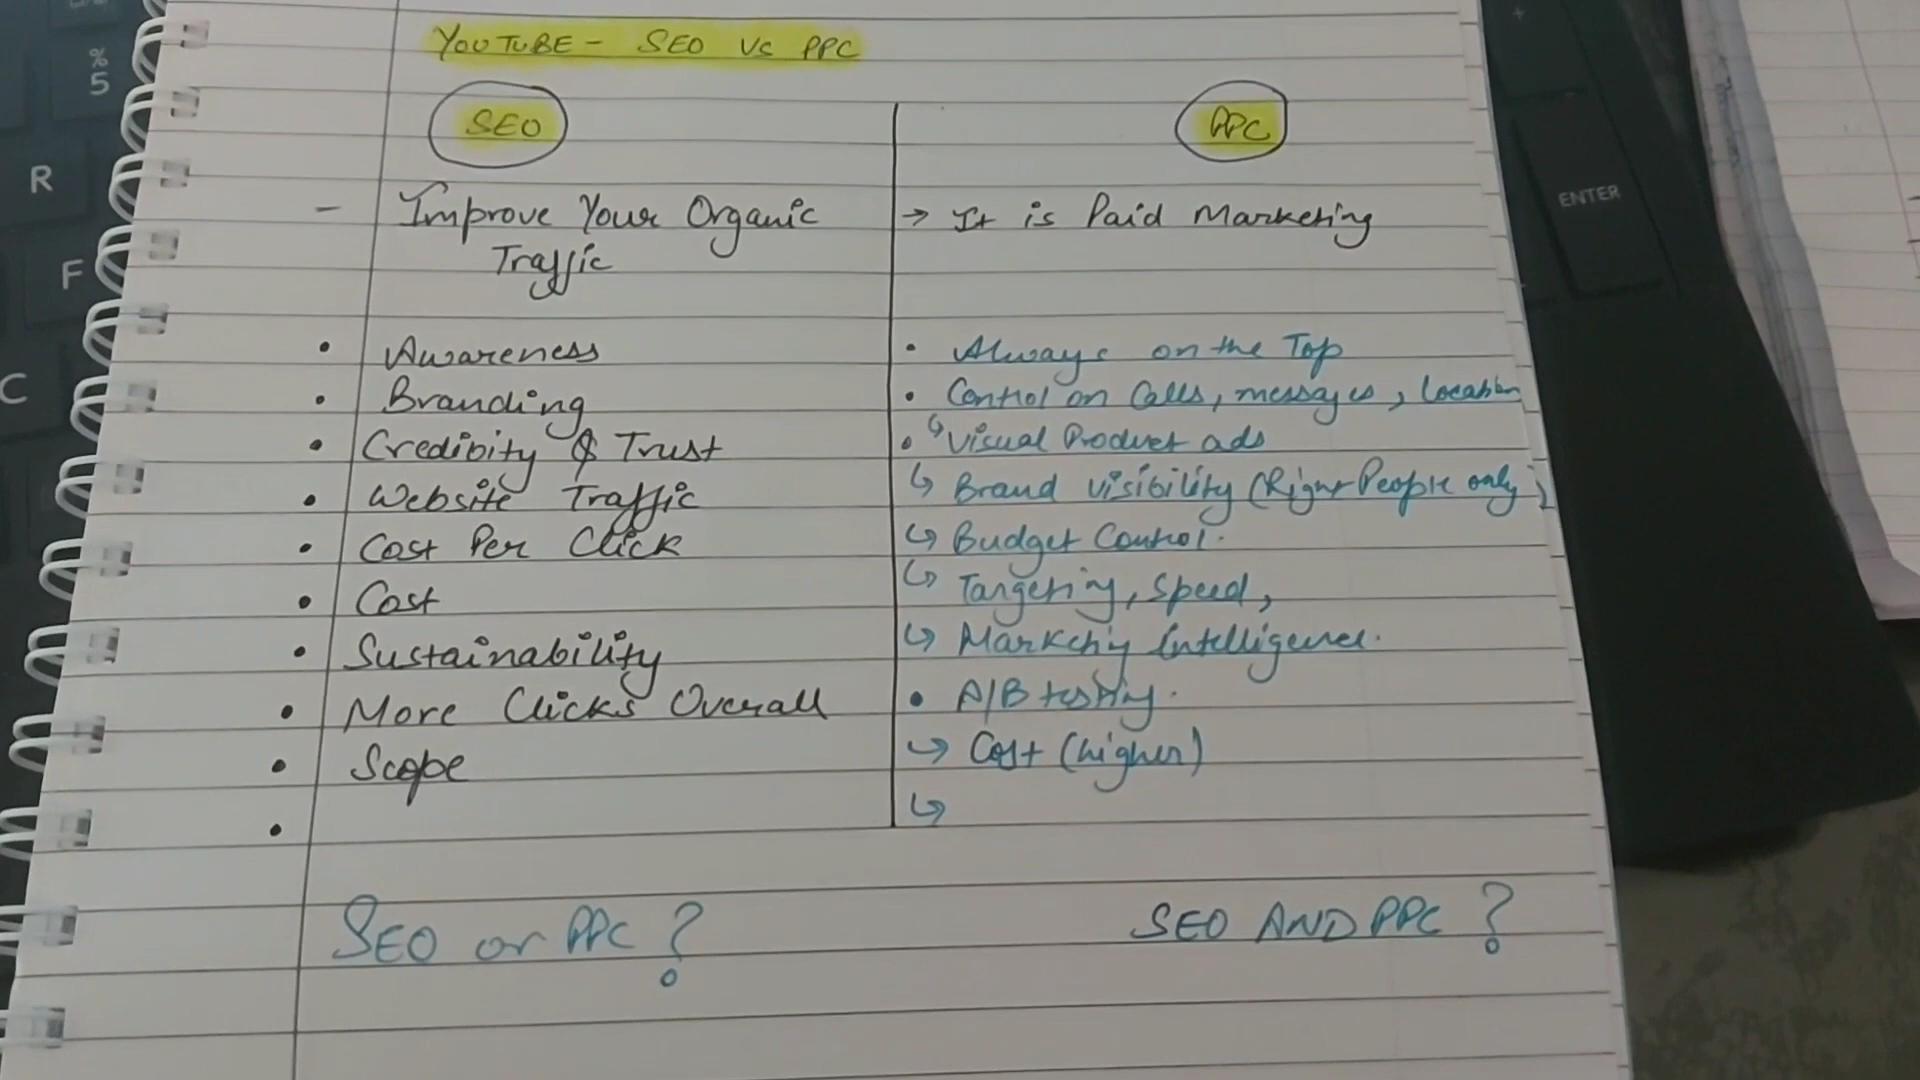 YOUTUBE - SEO VS PPC
SEO
- Improve Your Organic
Traffic
• Awareness
• Branding
• Credibity & Trust
• Website Traffic
• Cost Per Click
• Cost
• Sustainability
• More Clicks Overall
• Scope
•
PPC
→ It is Paid Marketing
• Always on the Top
• Control on Calls, messages, Location
• ↳ Visual Product ads
↳ Brand visibility (Right People only)
↳ Budget Control.
↳ Targeting, Speed,
↳ Marketing intelligence.
• A/B testing.
↳ Cost (higher)
↳
SEO or PPC ?
SEO AND PPC ?
% 5
R
F
C
+
ENTER